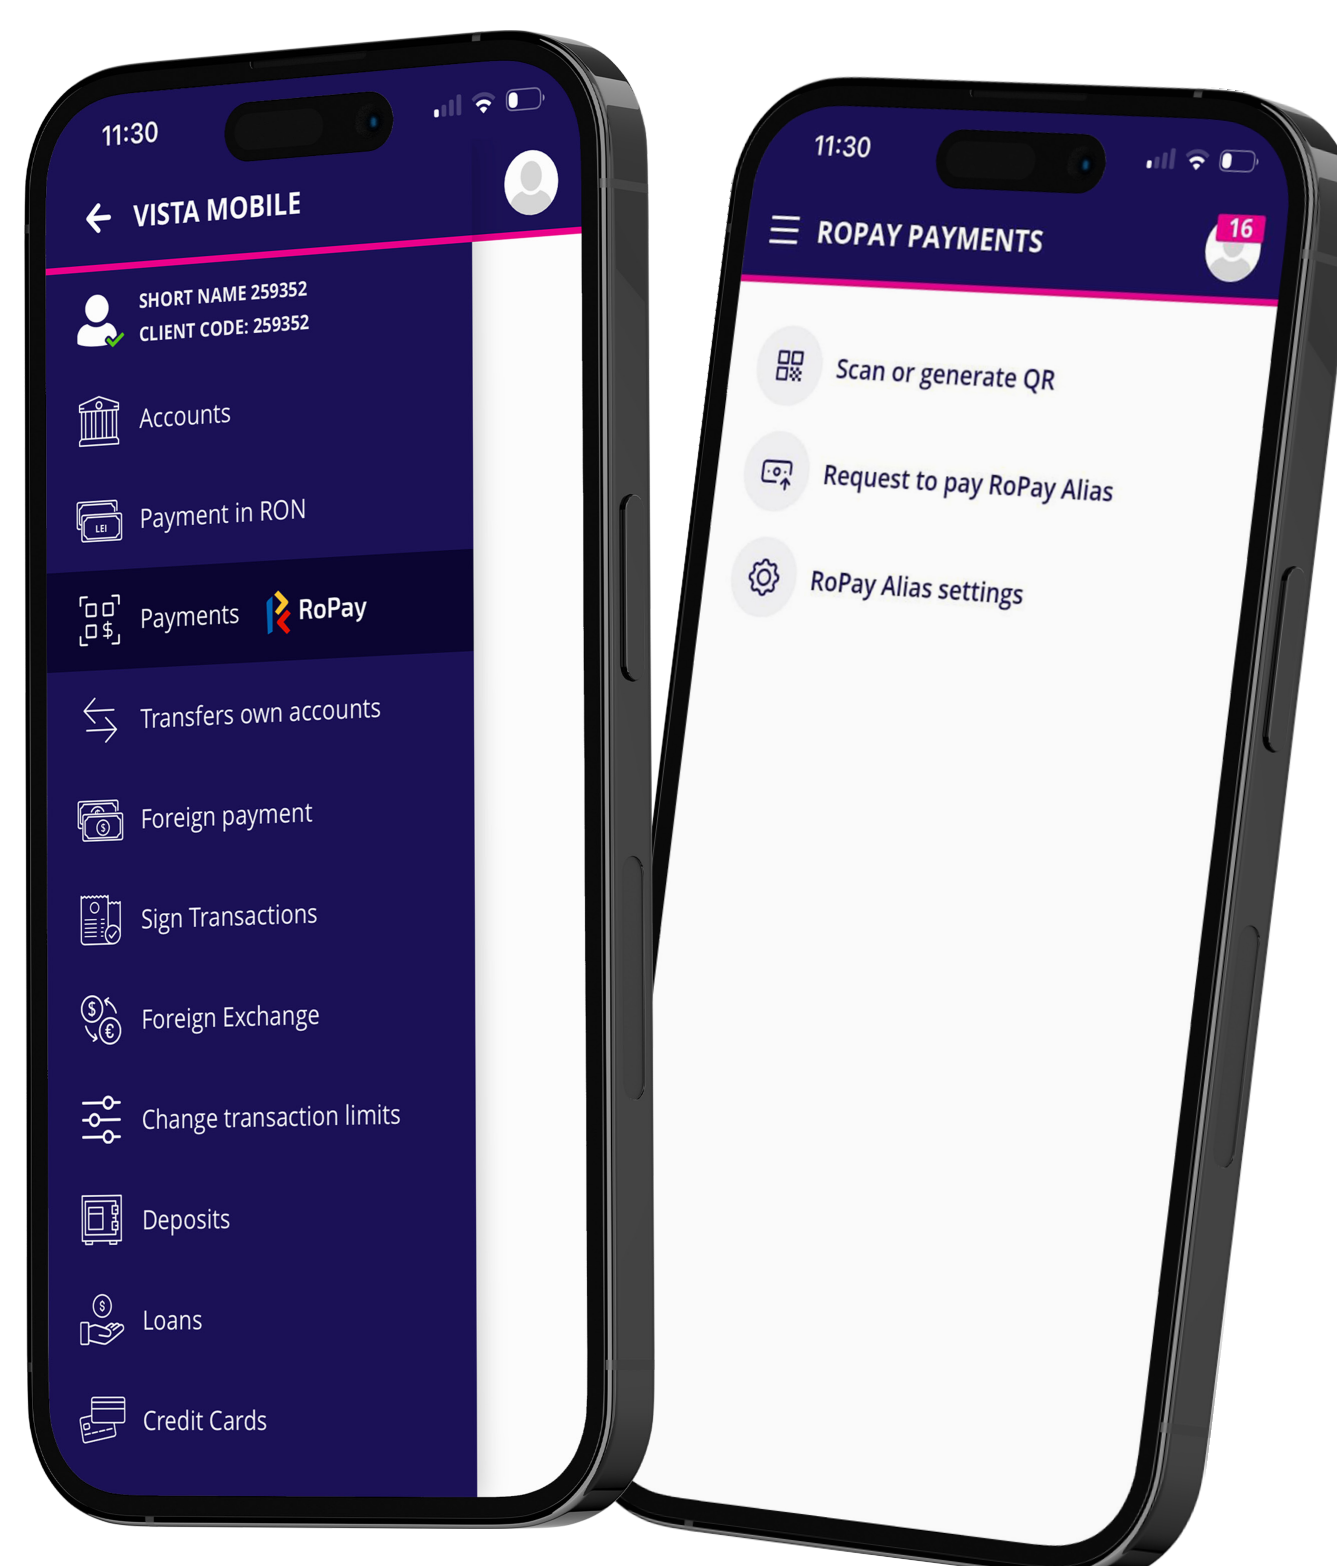 11:30
VISTA MOBILE
SHORT NAME 259352
CLIENT CODE: 259352
Accounts
LEI
Payment in RON
$
Payments
RoPay
Transfers own accounts
$
Foreign payment
Sign Transactions
$
€
Foreign Exchange
Change transaction limits
Deposits
$
Loans
Credit Cards
11:30
ROPAY PAYMENTS
16
Scan or generate QR
Request to pay RoPay Alias
RoPay Alias settings